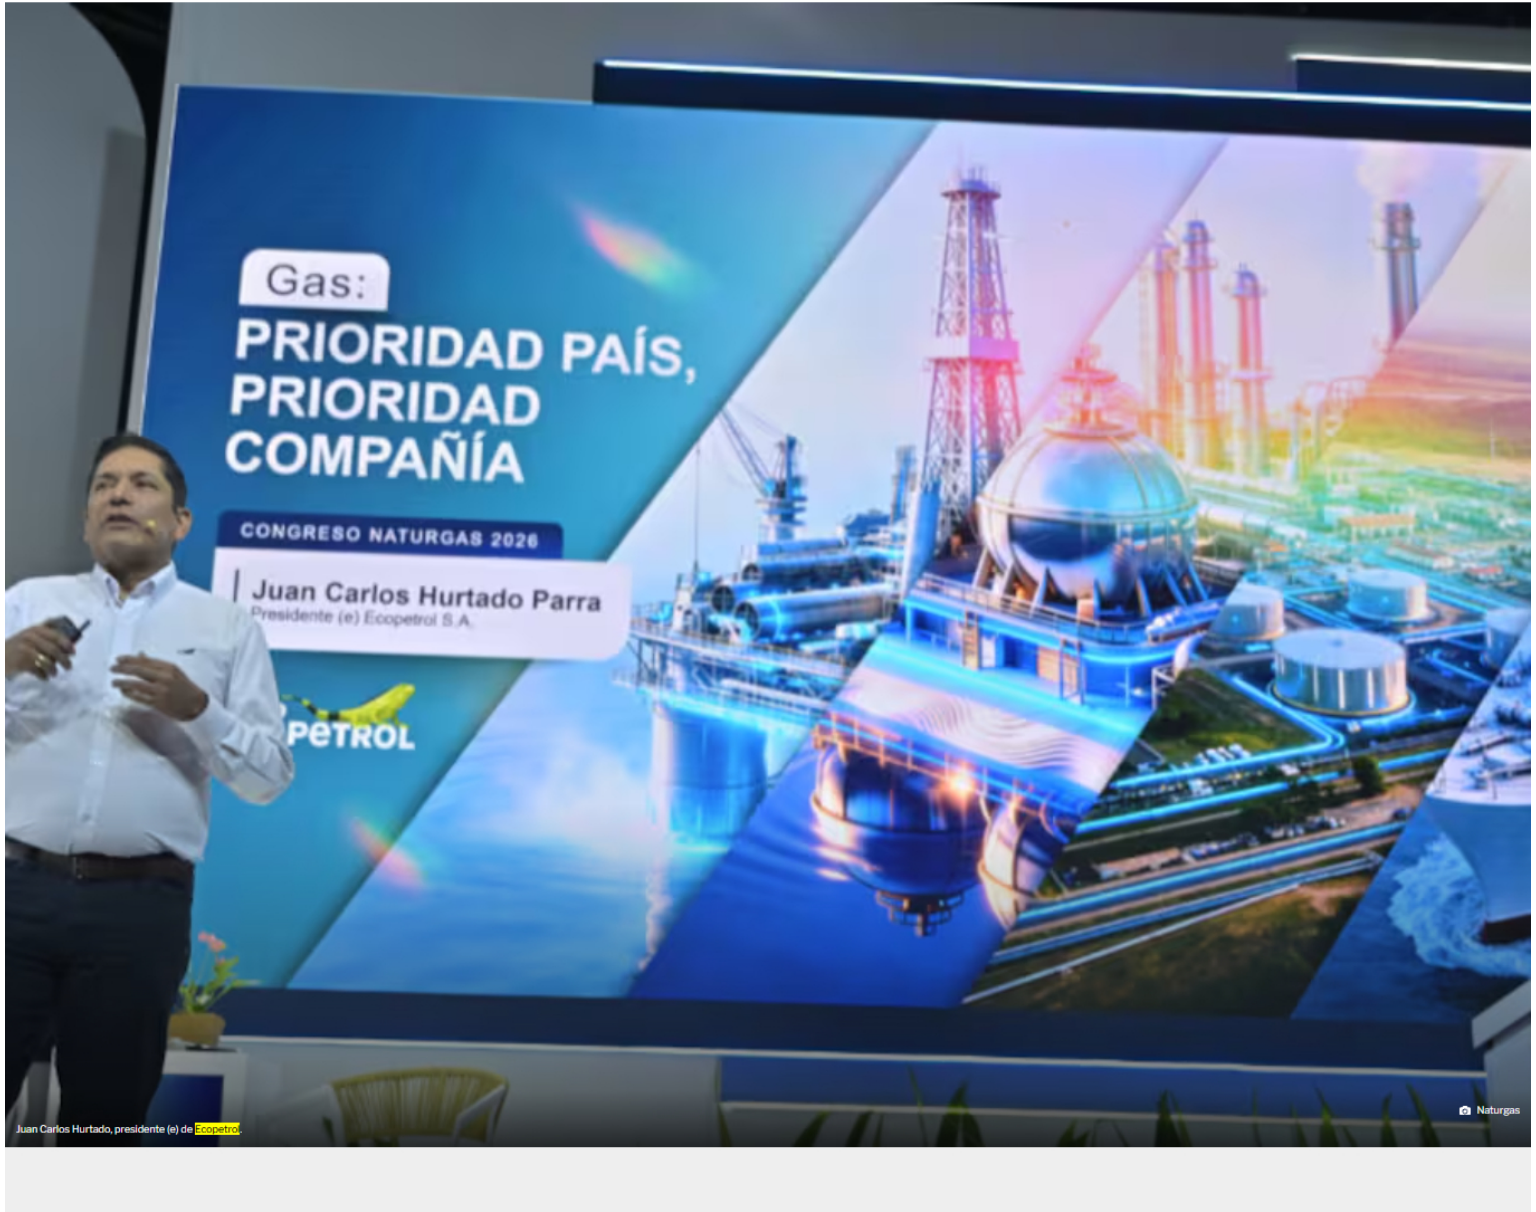 Gas:
PRIORIDAD PAÍS,
PRIORIDAD
COMPAÑÍA
CONGRESO NATURGAS 2026
Juan Carlos Hurtado Parra
Presidente (e) Ecopetrol S.A.
PETROL
Naturgas
Juan Carlos Hurtado, presidente (e) de Ecopetrol.